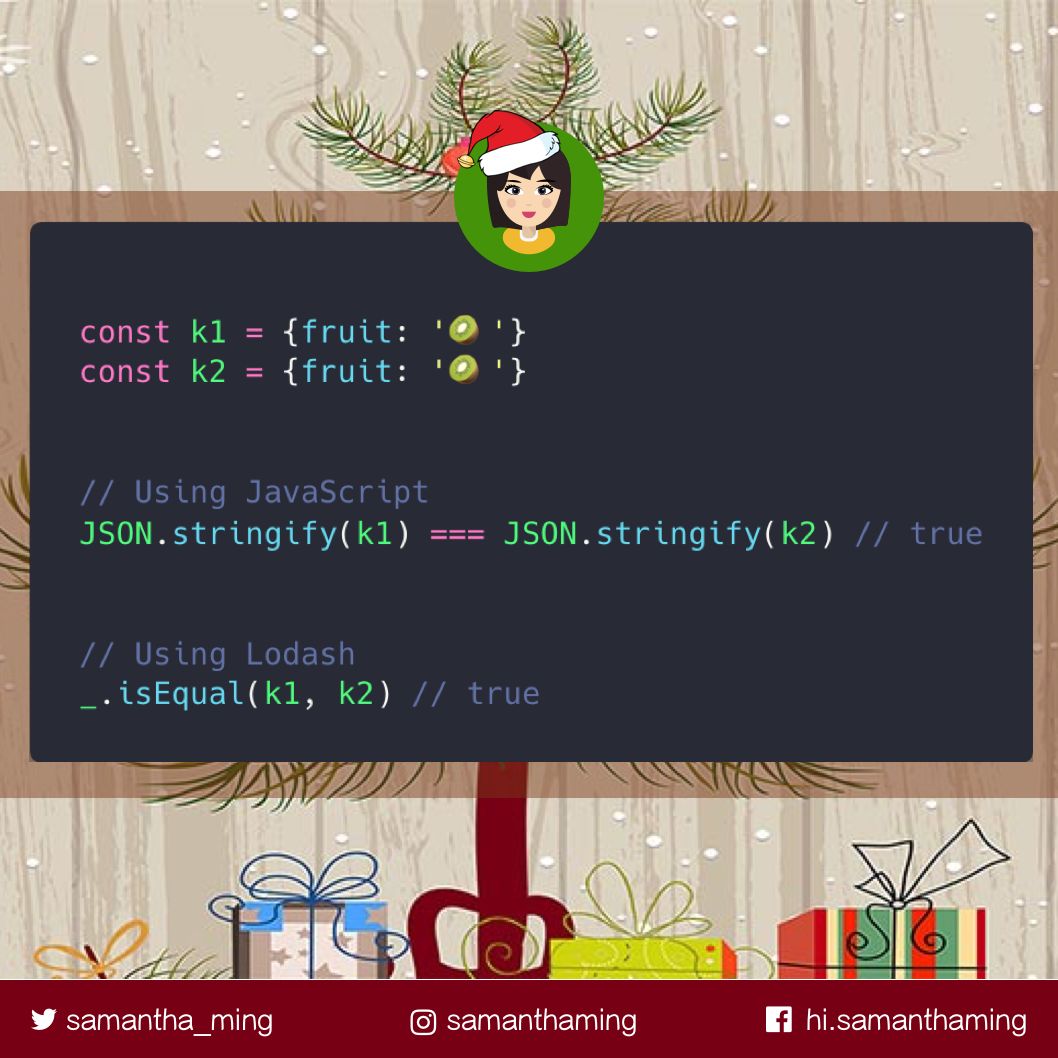 const k1 = {fruit: '🥝 '}
const k2 = {fruit: '🥝 '}
// Using JavaScript
JSON.stringify(k1) === JSON.stringify(k2) // true
// Using Lodash
_.isEqual(k1, k2) // true
samantha_ming samanthaming hi.samanthaming